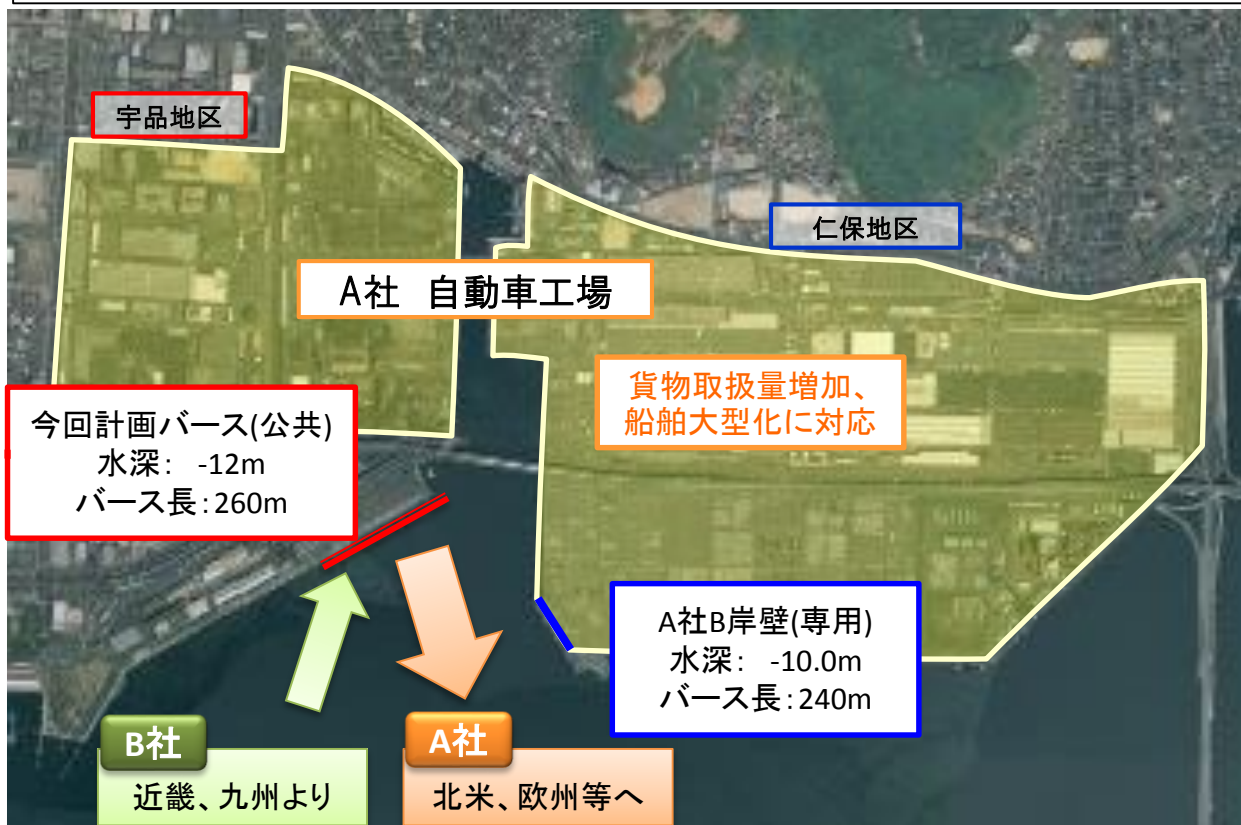 宇品地区
仁保地区
A社 自動車工場
貨物取扱量増加、
船舶大型化に対応
今回計画バース(公共)
水深： -12m
バース長：260m
A社B岸壁(専用)
水深： -10.0m
バース長：240m
B社
近畿、九州より
A社
北米、欧州等へ